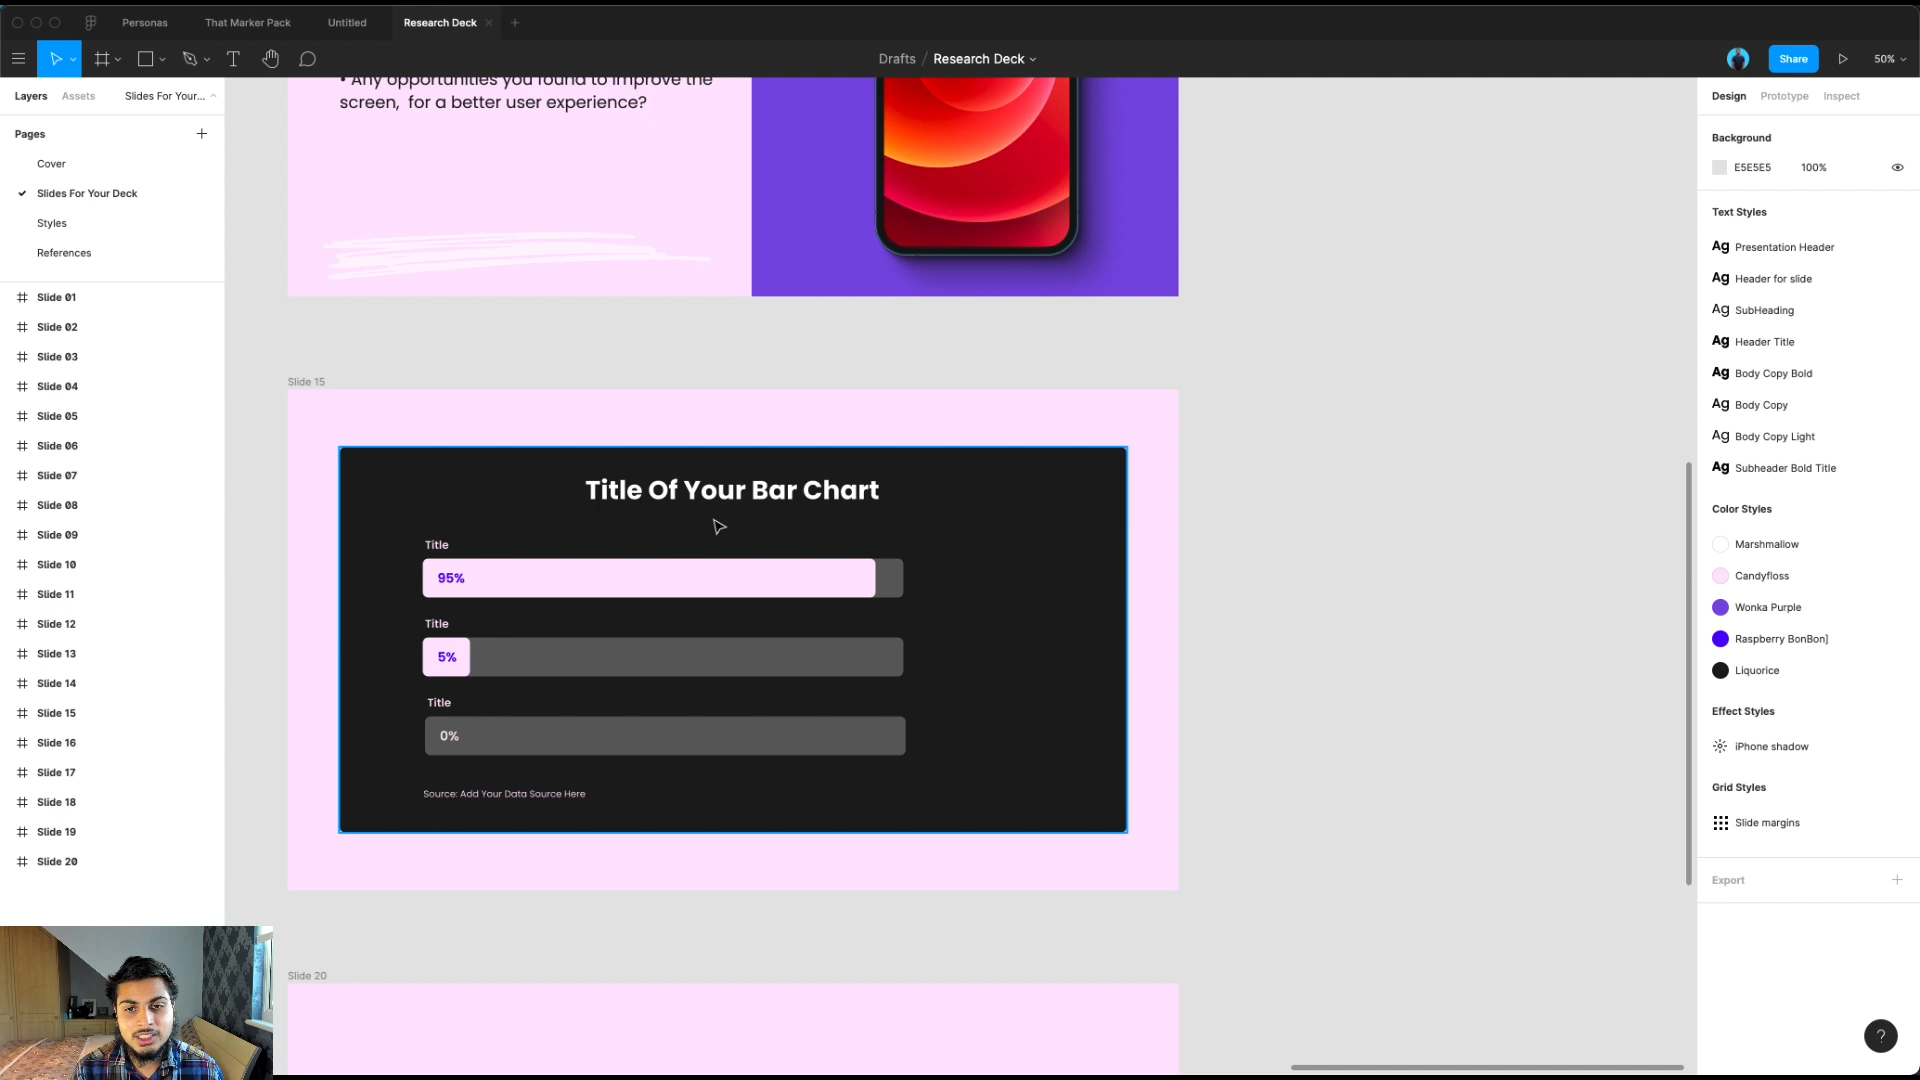 Personas
That Marker Pack
Untitled
Research Deck
Drafts / Research Deck
Share
50%
Layers
Assets
Slides For Your...
Pages
Cover
Slides For Your Deck
Styles
References
Slide 01
Slide 02
Slide 03
Slide 04
Slide 05
Slide 06
Slide 07
Slide 08
Slide 09
Slide 10
Slide 11
Slide 12
Slide 13
Slide 14
Slide 15
Slide 16
Slide 17
Slide 18
Slide 19
Slide 20
• Any opportunities you found to improve the
screen, for a better user experience?
Slide 15
Title Of Your Bar Chart
Title
95%
Title
5%
Title
0%
Source: Add Your Data Source Here
Slide 20
Design
Prototype
Inspect
Background
E5E5E5
100%
Text Styles
Ag Presentation Header
Ag Header for slide
Ag SubHeading
Ag Header Title
Ag Body Copy Bold
Ag Body Copy
Ag Body Copy Light
Ag Subheader Bold Title
Color Styles
Marshmallow
Candyfloss
Wonka Purple
Raspberry BonBon]
Liquorice
Effect Styles
iPhone shadow
Grid Styles
Slide margins
Export
?